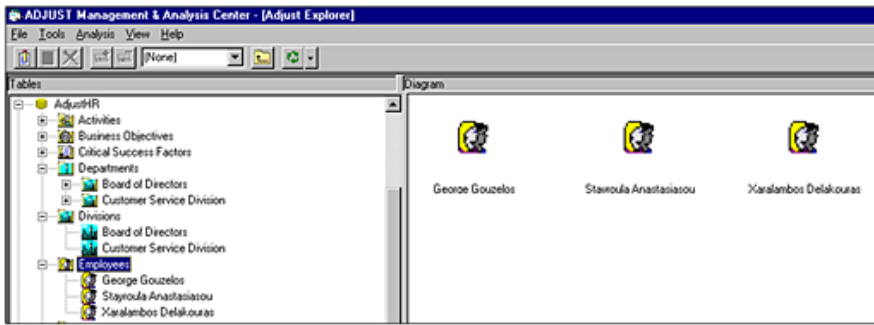 ADJUST Management & Analysis Center - [Adjust Explorer]
File Tools Analysis View Help
(None)
Tables
Diagram
AdjustHR
Activities
Business Objectives
Critical Success Factors
Departments
Board of Directors
Customer Service Division
Divisions
Board of Directors
Customer Service Division
Employees
George Gouzelos
Stavroula Anastasiasou
Xaralambos Delakouras
George Gouzelos
Stavroula Anastasiasou
Xaralambos Delakouras